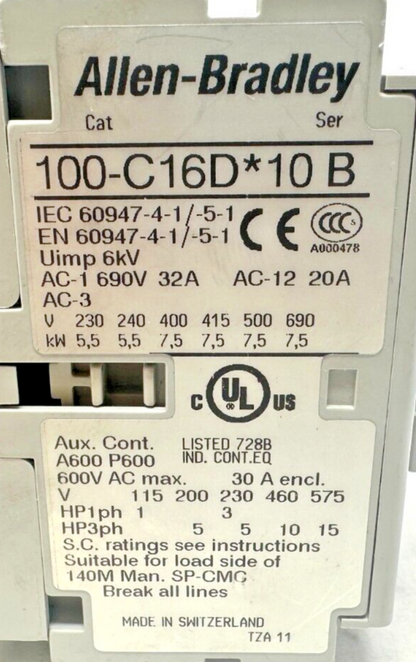 Allen-Bradley
Cat Ser
100-C16D*10 B
IEC 60947-4-1/-5-1
EN 60947-4-1/-5-1
CE CCC S
A000478
Uimp 6kV
AC-1 690V 32A AC-12 20A
AC-3
V 230 240 400 415 500 690
kW 5,5 5,5 7,5 7,5 7,5 7,5
C UL ® US
Aux. Cont. LISTED 728B
A600 P600 IND. CONT.EQ
600V AC max. 30 A encl.
V 115 200 230 460 575
HP1ph 1 3
HP3ph 5 5 10 15
S.C. ratings see instructions
Suitable for load side of
140M Man. SP-CMC
Break all lines
MADE IN SWITZERLAND
TZA 11